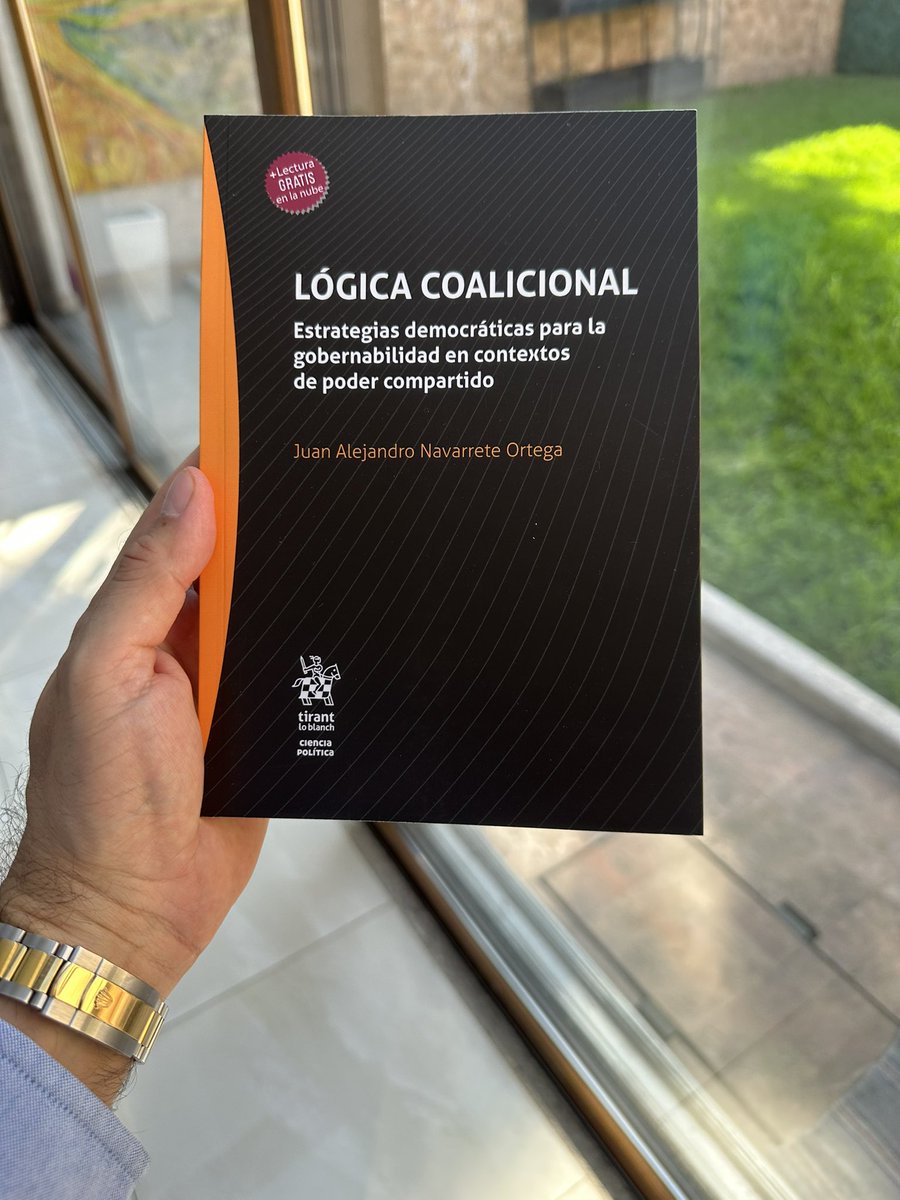 +Lectura
GRATIS
en la nube
LÓGICA COALICIONAL
Estrategias democráticas para la
gobernabilidad en contextos
de poder compartido
Juan Alejandro Navarrete Ortega
tirant
lo blanch
ciencia
política